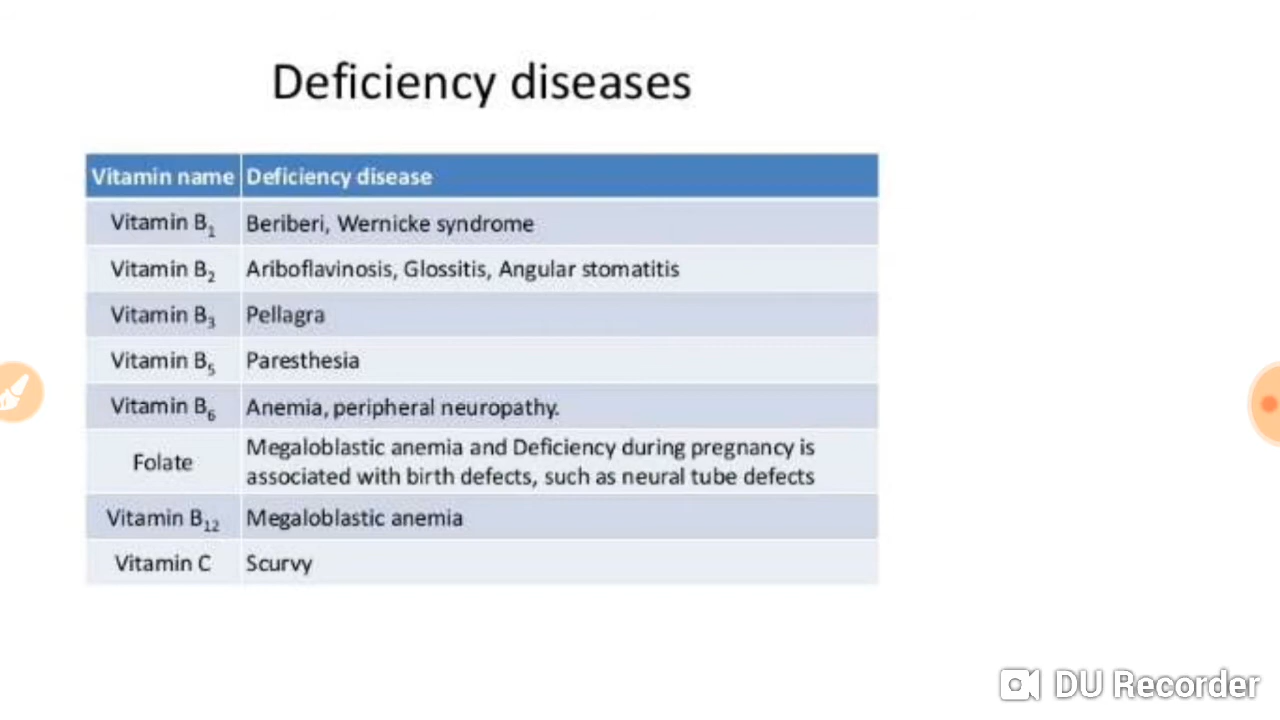 Deficiency diseases
Vitamin name Deficiency disease
Vitamin B₁ Beriberi, Wernicke syndrome
Vitamin B₂ Ariboflavinosis, Glossitis, Angular stomatitis
Vitamin B₃ Pellagra
Vitamin B₅ Paresthesia
Vitamin B₆ Anemia, peripheral neuropathy.
Folate Megaloblastic anemia and Deficiency during pregnancy is
associated with birth defects, such as neural tube defects
Vitamin B₁₂ Megaloblastic anemia
Vitamin C Scurvy
DU Recorder